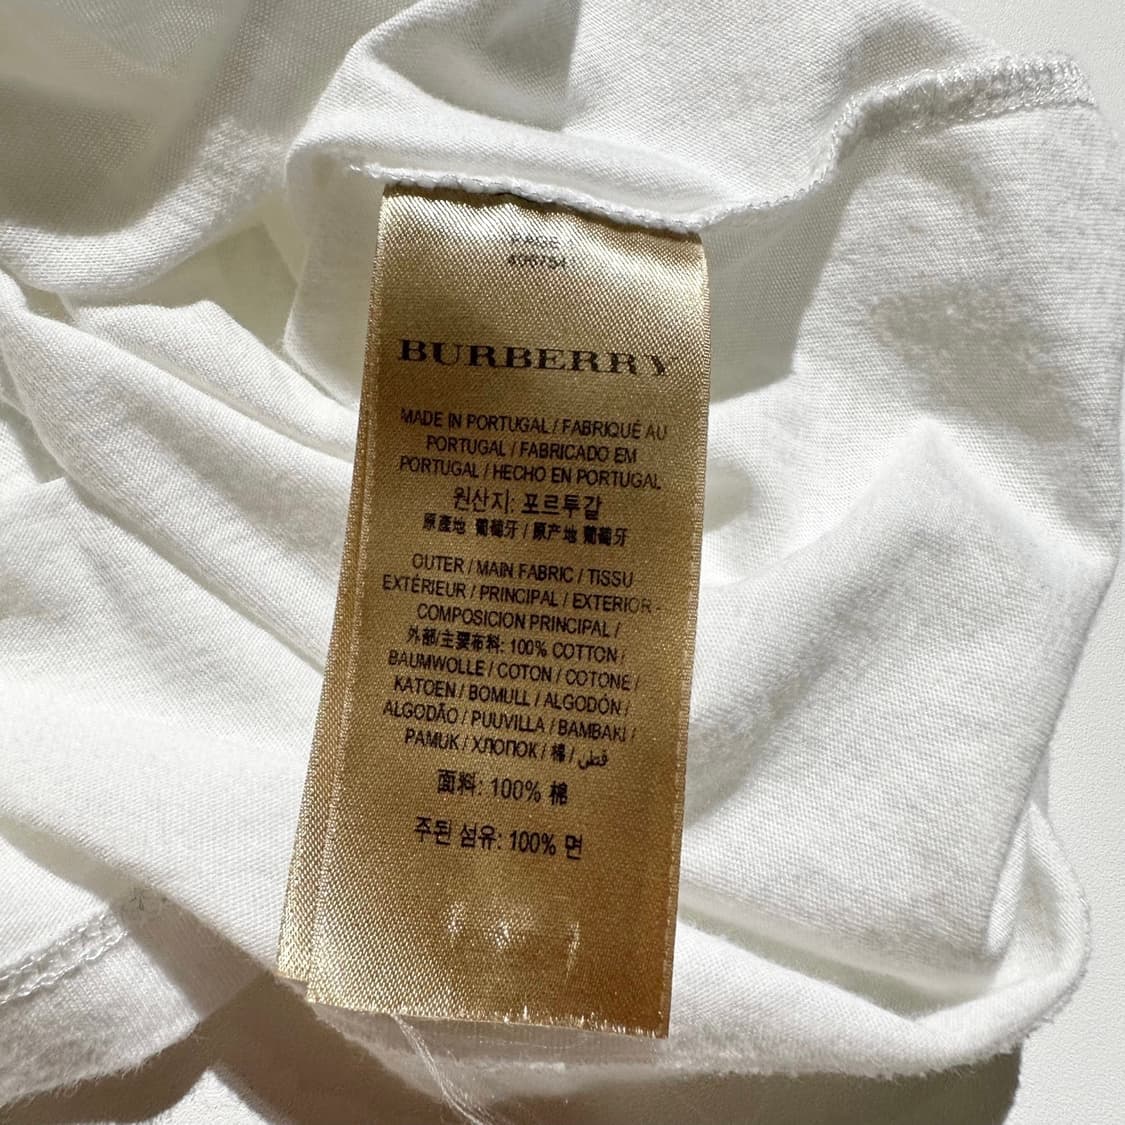 PAGE 1
BURBERRY
MADE IN PORTUGAL / FABRIQUÉ AU
PORTUGAL / FABRICADO EM
PORTUGAL / HECHO EN PORTUGAL
원산지: 포르투갈
原產地 葡萄牙 / 原产地 葡萄牙
OUTER / MAIN FABRIC / TISSU
EXTÉRIEUR / PRINCIPAL / EXTERIOR -
COMPOSICION PRINCIPAL /
外部/主要布料: 100% COTTON /
BAUMWOLLE / COTON / COTONE /
KATOEN / BOMULL / ALGODÓN /
ALGODÃO / PUUVILLA / BAMBAKI /
PAMUK / ХЛОПОК / 棉 / قطن
面料: 100% 棉
주된 섬유: 100% 면